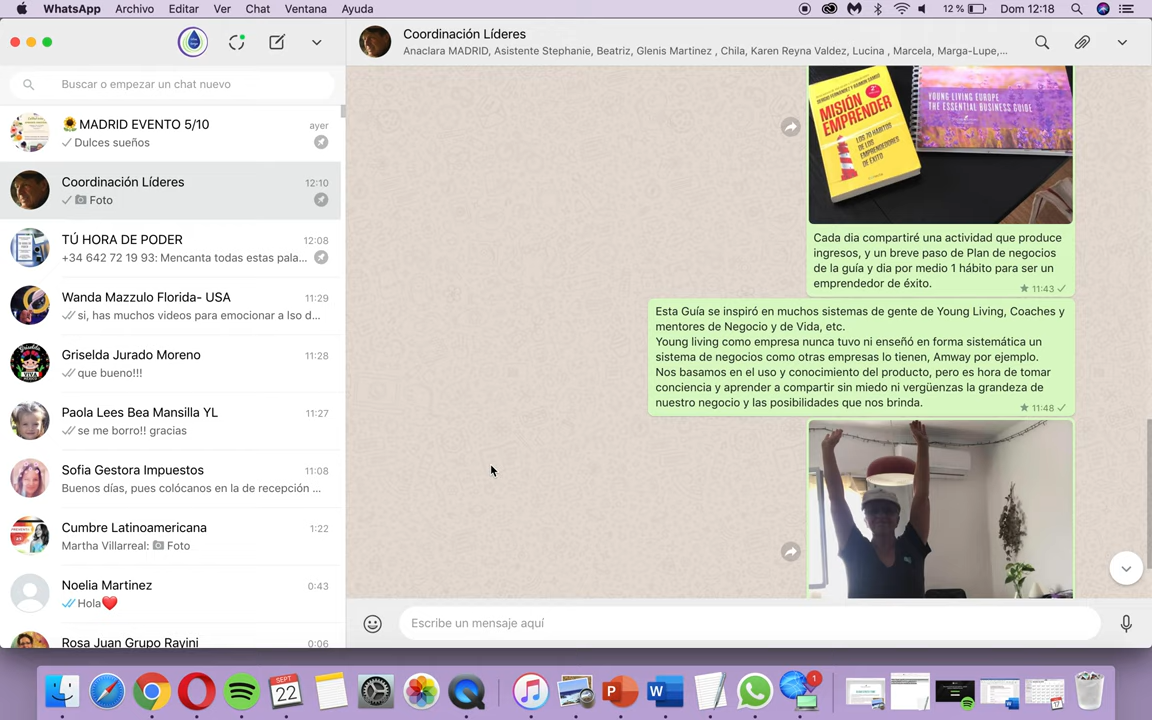 WhatsApp Archivo Editar Ver Chat Ventana Ayuda 12 % Dom 12:18
Buscar o empezar un chat nuevo
MADRID EVENTO 5/10 ayer
Dulces sueños
Coordinación Líderes 12:10
Foto
TÚ HORA DE PODER 12:08
+34 642 72 19 93: Mencanta todas estas pala...
Wanda Mazzulo Florida- USA 11:29
si, has muchos videos para emocionar a lso d...
Griselda Jurado Moreno 11:28
que bueno!!!
Paola Lees Bea Mansilla YL 11:27
se me borro!! gracias
Sofia Gestora Impuestos 11:08
Buenos días, pues colócanos en la de recepción ...
Cumbre Latinoamericana 1:22
Martha Villarreal: Foto
Noelia Martinez 0:43
Hola
Rosa Juan Grupo Ravini 0:06
Coordinación Líderes
Anaclara MADRID, Asistente Stephanie, Beatriz, Glenis Martinez , Chila, Karen Reyna Valdez, Lucina , Marcela, Marga-Lupe,...
MISIÓN
EMPRENDER
LOS 70 HÁBITOS
DE LOS
EMPRENDEDORES
DE ÉXITO
YOUNG LIVING EUROPE
THE ESSENTIAL BUSINESS GUIDE
Cada dia compartiré una actividad que produce
ingresos, y un breve paso de Plan de negocios
de la guía y dia por medio 1 hábito para ser un
emprendedor de éxito.
11:43
Esta Guía se inspiró en muchos sistemas de gente de Young Living, Coaches y
mentores de Negocio y de Vida, etc.
Young living como empresa nunca tuvo ni enseñó en forma sistemática un
sistema de negocios como otras empresas lo tienen, Amway por ejemplo.
Nos basamos en el uso y conocimiento del producto, pero es hora de tomar
conciencia y aprender a compartir sin miedo ni vergüenzas la grandeza de
nuestro negocio y las posibilidades que nos brinda.
11:48
Escribe un mensaje aquí
SEPT
22
P
W
1
17